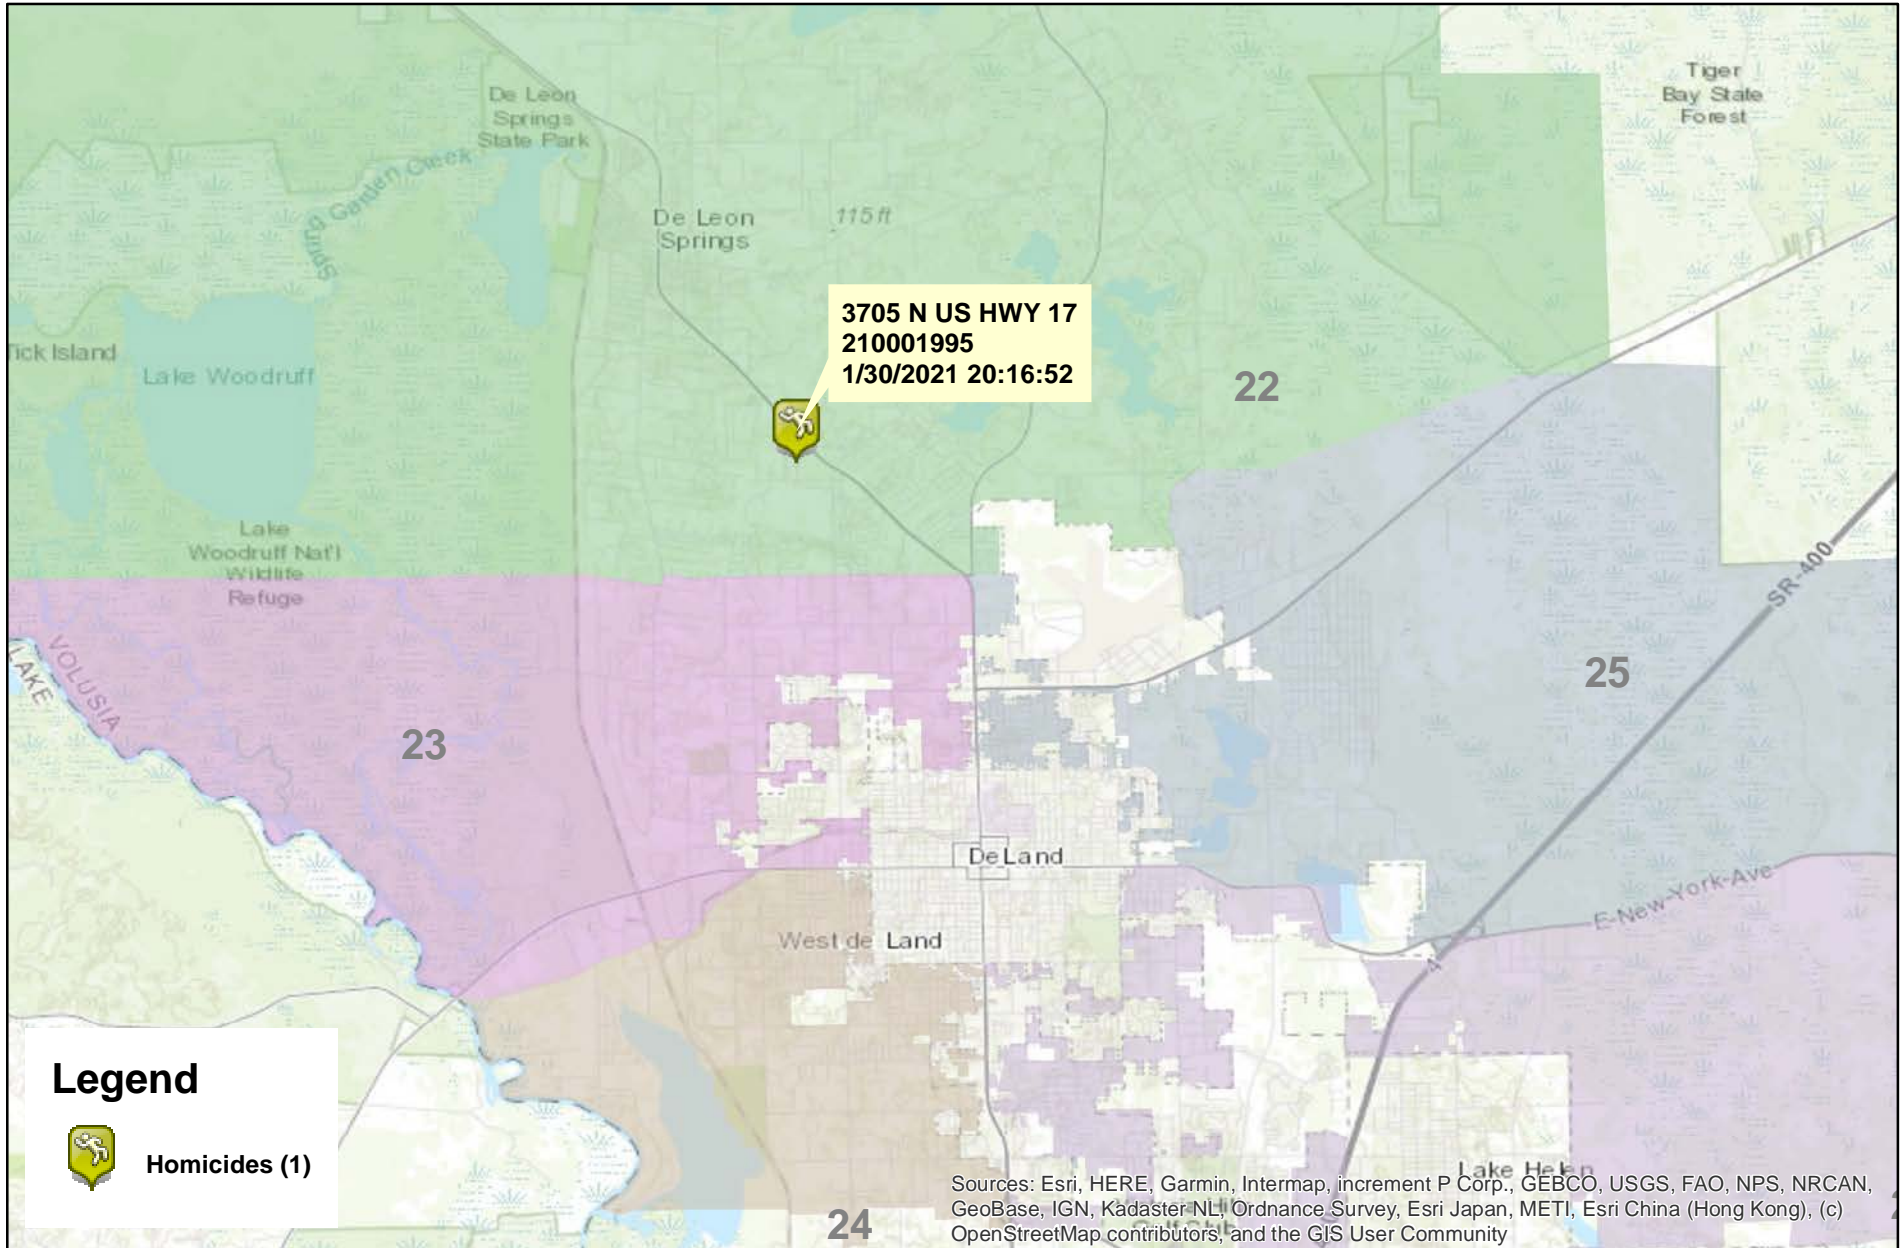 Tiger
Bay State
Forest
De Leon
Springs
State Park
Spring Garden Creek
De Leon
Springs
115 ft
3705 N US HWY 17
210001995
1/30/2021 20:16:52
Tick Island
Lake Woodruff
22
Lake
Woodruff Nat'l
Wildlife
Refuge
SR-400
VOLUSIA
LAKE
25
23
DeLand
E-New-York-Ave
West de Land
4
Legend
Homicides (1)
Lake Helen
Sources: Esri, HERE, Garmin, Intermap, increment P Corp., GEBCO, USGS, FAO, NPS, NRCAN,
GeoBase, IGN, Kadaster NL, Ordnance Survey, Esri Japan, METI, Esri China (Hong Kong), (c)
OpenStreetMap contributors, and the GIS User Community
24